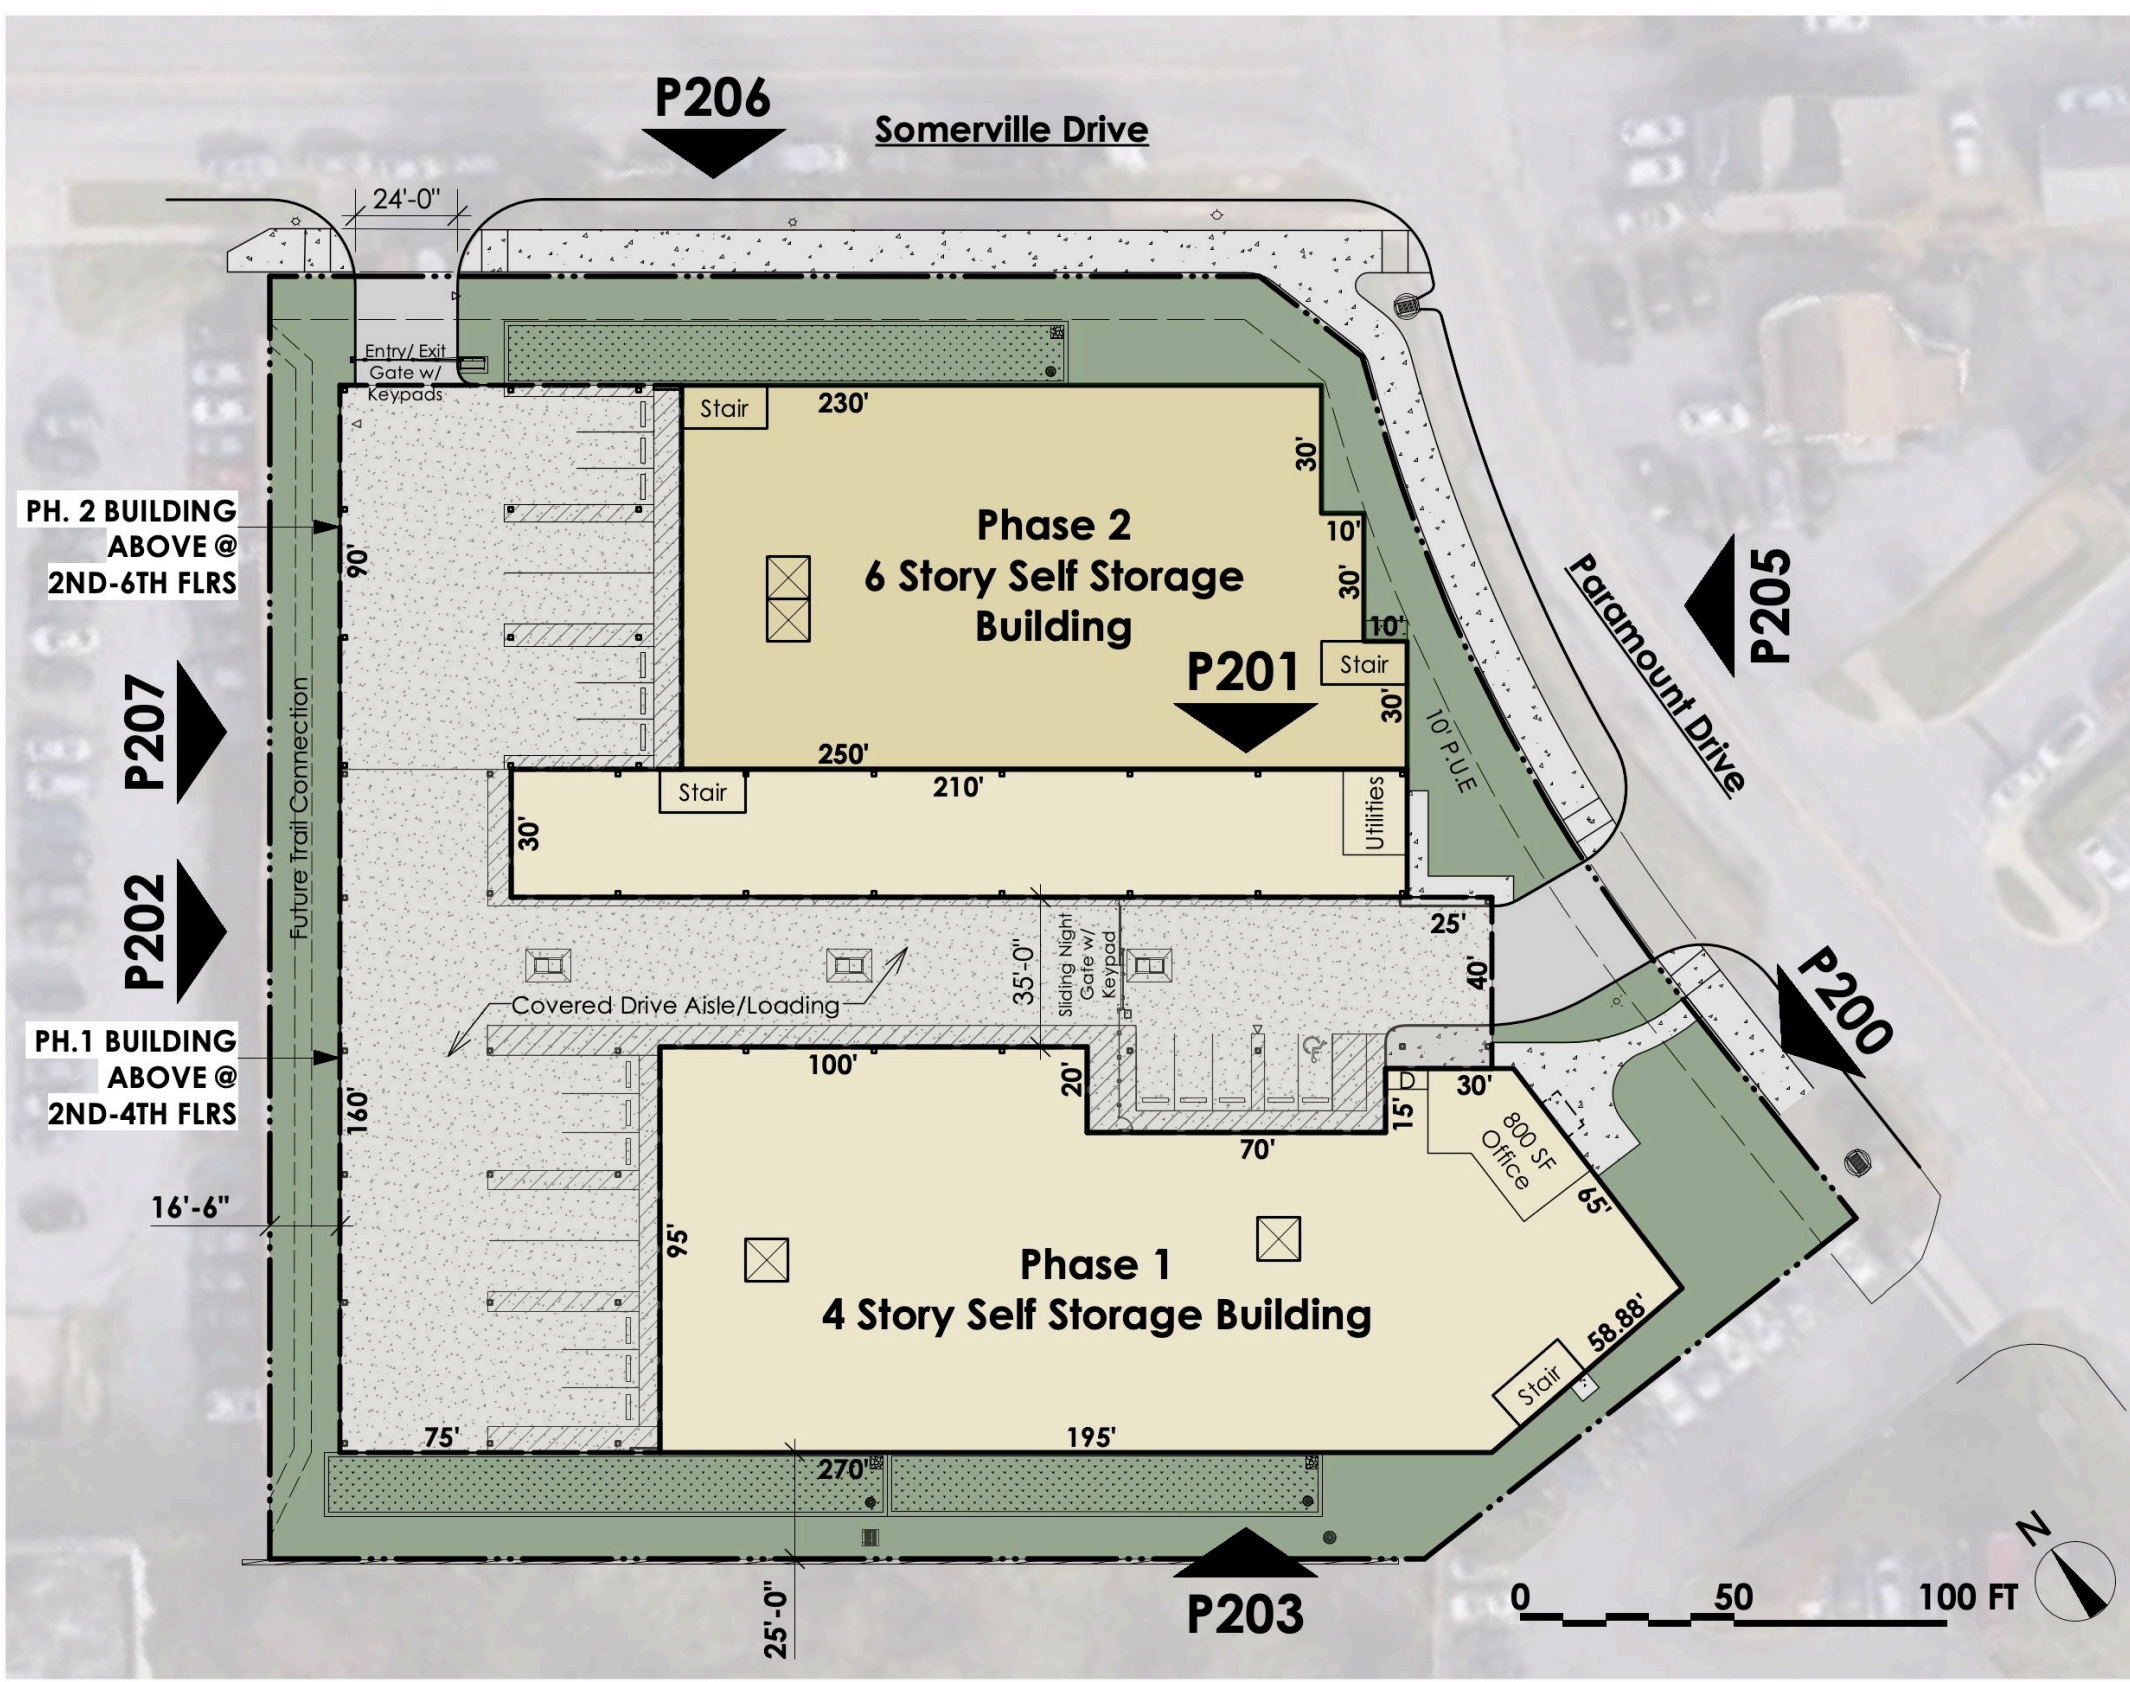 P206
Somerville Drive
24'-0"
Entry/ Exit
Gate w/
Keypads
Stair
230'
30'
PH. 2 BUILDING
ABOVE @
2ND-6TH FLRS
90'
Phase 2
6 Story Self Storage
Building
10'
30'
10'
Stair
30'
P201
P205
Paramount Drive
10' P.U.E
P207
Future Trail Connection
250'
Stair
210'
30'
Utilities
P202
25'
40'
35'-0"
Sliding Night
Gate w/
Keypad
Covered Drive Aisle/Loading
P200
PH.1 BUILDING
ABOVE @
2ND-4TH FLRS
160'
100'
20'
D
30'
15'
70'
800 SF
Office
65'
16'-6"
95'
Phase 1
4 Story Self Storage Building
58.88'
Stair
75'
195'
270'
25'-0"
P203
0 50 100 FT
N